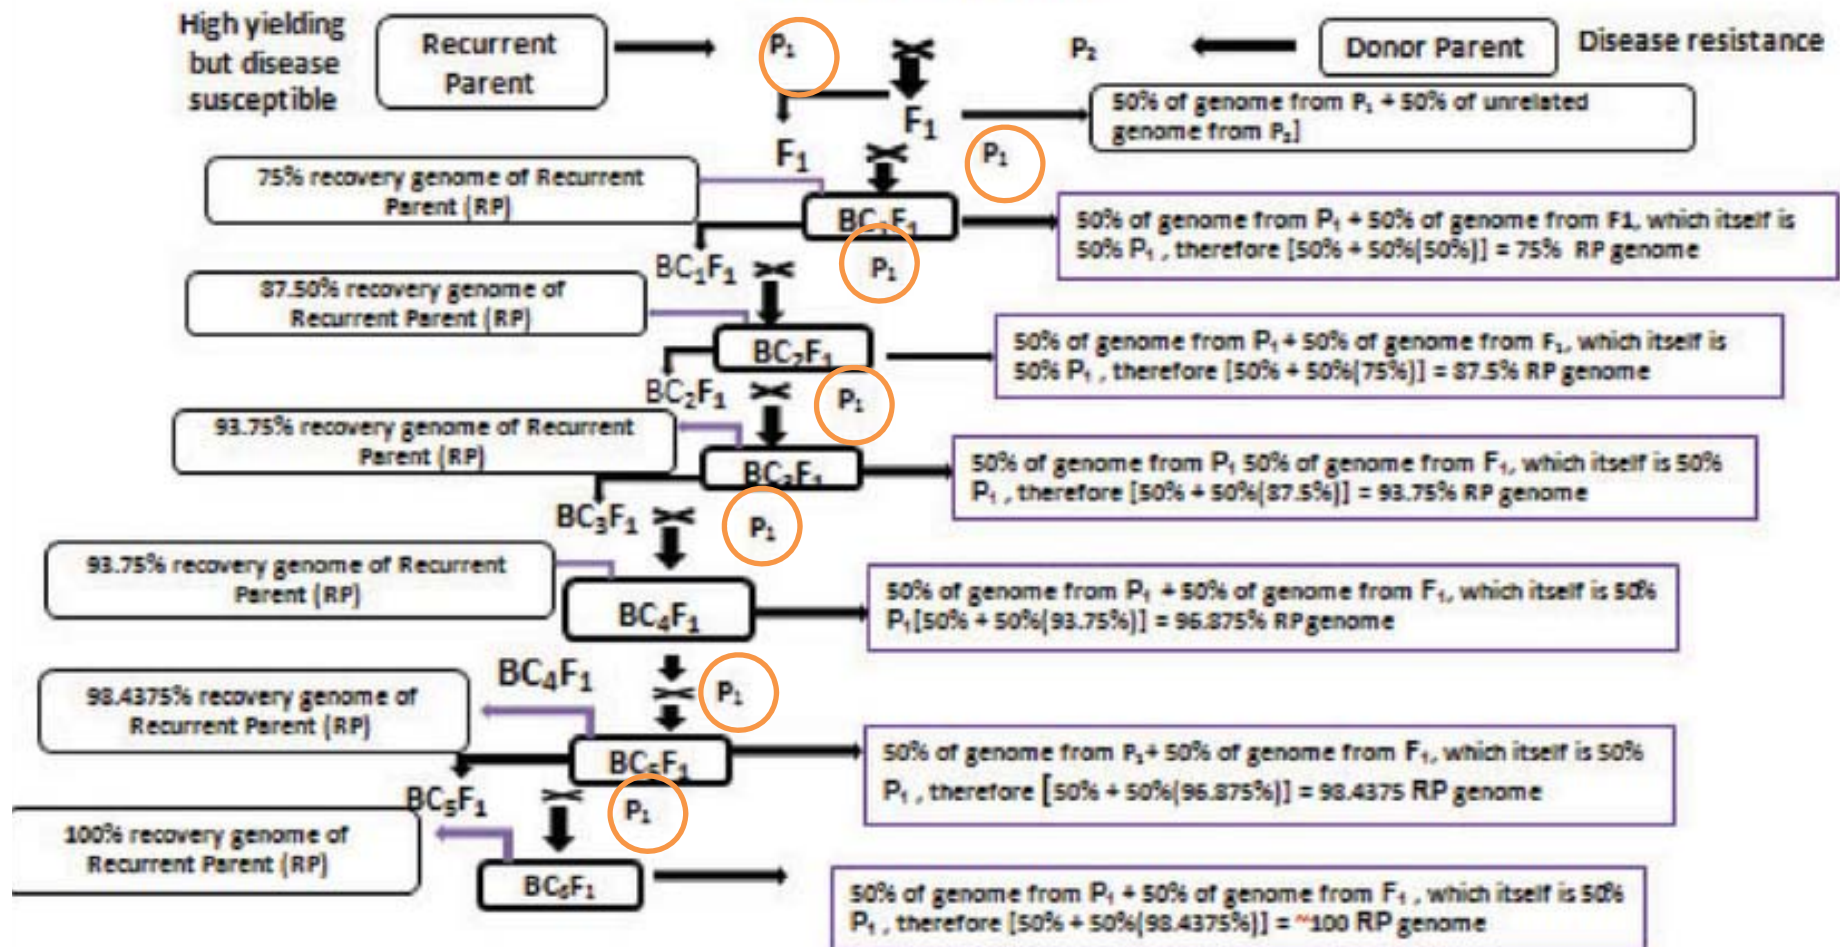 High yielding
but disease
susceptible
Recurrent
Parent
P₁
P₂
Donor Parent
Disease resistance
F₁
50% of genome from P₁ + 50% of unrelated
genome from P₂]
F₁
P₁
75% recovery genome of Recurrent
Parent (RP)
BC₁F₁
50% of genome from P₁ + 50% of genome from F1, which itself is
50% P₁ , therefore [50% + 50%(50%)] = 75% RP genome
BC₁F₁
P₁
87.50% recovery genome of
Recurrent Parent (RP)
BC₂F₁
50% of genome from P₁ + 50% of genome from F₁, which itself is
50% P₁ , therefore [50% + 50%(75%)] = 87.5% RP genome
BC₂F₁
P₁
93.75% recovery genome of Recurrent
Parent (RP)
BC₃F₁
50% of genome from P₁ 50% of genome from F₁, which itself is 50%
P₁ , therefore [50% + 50%(87.5%)] = 93.75% RP genome
BC₃F₁
P₁
93.75% recovery genome of Recurrent
Parent (RP)
BC₄F₁
50% of genome from P₁ + 50% of genome from F₁, which itself is 50%
P₁[50% + 50%(93.75%)] = 96.875% RPgenome
BC₄F₁
P₁
98.4375% recovery genome of
Recurrent Parent (RP)
BC₅F₁
50% of genome from P₁+ 50% of genome from F₁, which itself is 50%
P₁ , therefore [50% + 50%(96.875%)] = 98.4375 RP genome
BC₅F₁
P₁
100% recovery genome of
Recurrent Parent (RP)
BC₆F₁
50% of genome from P₁ + 50% of genome from F₁ , which itself is 50%
P₁ , therefore [50% + 50%(98.4375%)] = ~100 RP genome